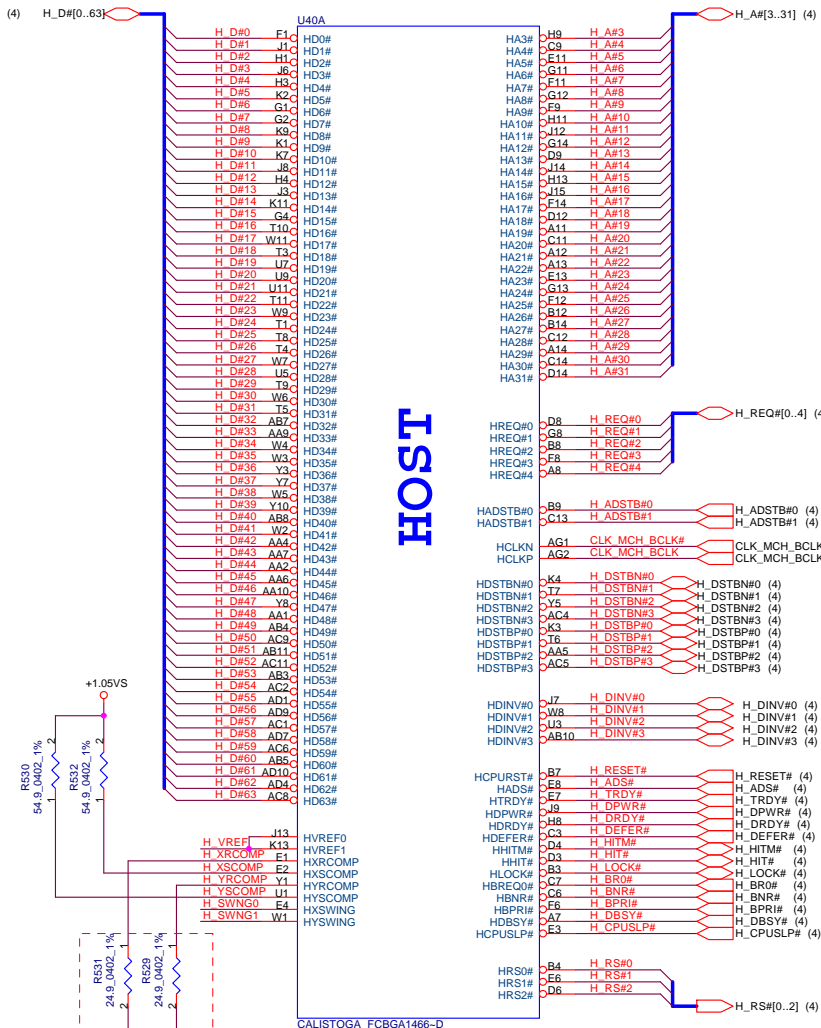 (4) H_D#[0..63]
U40A
H_A#[3..31] (4)
H_D#0 F1 HD0#
H_D#1 J1 HD1#
H_D#2 H1 HD2#
H_D#3 J6 HD3#
H_D#4 H3 HD4#
H_D#5 K2 HD5#
H_D#6 G1 HD6#
H_D#7 G2 HD7#
H_D#8 K9 HD8#
H_D#9 K1 HD9#
H_D#10 K7 HD10#
H_D#11 J8 HD11#
H_D#12 H4 HD12#
H_D#13 J3 HD13#
H_D#14 K11 HD14#
H_D#15 G4 HD15#
H_D#16 T10 HD16#
H_D#17 W11 HD17#
H_D#18 T3 HD18#
H_D#19 U7 HD19#
H_D#20 U9 HD20#
H_D#21 U11 HD21#
H_D#22 T11 HD22#
H_D#23 W9 HD23#
H_D#24 T1 HD24#
H_D#25 T8 HD25#
H_D#26 T4 HD26#
H_D#27 W7 HD27#
H_D#28 U5 HD28#
H_D#29 T9 HD29#
H_D#30 W6 HD30#
H_D#31 T5 HD31#
H_D#32 AB7 HD32#
H_D#33 AA9 HD33#
H_D#34 W4 HD34#
H_D#35 W3 HD35#
H_D#36 Y3 HD36#
H_D#37 Y7 HD37#
H_D#38 W5 HD38#
H_D#39 Y10 HD39#
H_D#40 AB8 HD40#
H_D#41 W2 HD41#
H_D#42 AA4 HD42#
H_D#43 AA7 HD43#
H_D#44 AA2 HD44#
H_D#45 AA6 HD45#
H_D#46 AA10 HD46#
H_D#47 Y8 HD47#
H_D#48 AA1 HD48#
H_D#49 AB4 HD49#
H_D#50 AC9 HD50#
H_D#51 AB11 HD51#
H_D#52 AC11 HD52#
H_D#53 AB3 HD53#
H_D#54 AC2 HD54#
H_D#55 AD1 HD55#
H_D#56 AD9 HD56#
H_D#57 AC1 HD57#
H_D#58 AD7 HD58#
H_D#59 AC6 HD59#
H_D#60 AB5 HD60#
H_D#61 AD10 HD61#
H_D#62 AD4 HD62#
H_D#63 AC8 HD63#
HOST
HA3# H9 H_A#3
HA4# C9 H_A#4
HA5# E11 H_A#5
HA6# G11 H_A#6
HA7# F11 H_A#7
HA8# G12 H_A#8
HA9# F9 H_A#9
HA10# H11 H_A#10
HA11# J12 H_A#11
HA12# G14 H_A#12
HA13# D9 H_A#13
HA14# J14 H_A#14
HA15# H13 H_A#15
HA16# J15 H_A#16
HA17# F14 H_A#17
HA18# D12 H_A#18
HA19# A11 H_A#19
HA20# C11 H_A#20
HA21# A12 H_A#21
HA22# A13 H_A#22
HA23# E13 H_A#23
HA24# G13 H_A#24
HA25# F12 H_A#25
HA26# B12 H_A#26
HA27# B14 H_A#27
HA28# C12 H_A#28
HA29# A14 H_A#29
HA30# C14 H_A#30
HA31# D14 H_A#31
HREQ#0 D8 H_REQ#0 H_REQ#[0..4] (4
HREQ#1 G8 H_REQ#1
HREQ#2 B8 H_REQ#2
HREQ#3 F8 H_REQ#3
HREQ#4 A8 H_REQ#4
HADSTB#0 B9 H_ADSTB#0 H_ADSTB#0 (4)
HADSTB#1 C13 H_ADSTB#1 H_ADSTB#1 (4)
HCLKN AG1 CLK_MCH_BCLK# CLK_MCH_BCLK
HCLKP AG2 CLK_MCH_BCLK CLK_MCH_BCLK
HDSTBN#0 K4 H_DSTBN#0 H_DSTBN#0 (4)
HDSTBN#1 T7 H_DSTBN#1 H_DSTBN#1 (4)
HDSTBN#2 Y5 H_DSTBN#2 H_DSTBN#2 (4)
HDSTBN#3 AC4 H_DSTBN#3 H_DSTBN#3 (4)
HDSTBP#0 K3 H_DSTBP#0 H_DSTBP#0 (4)
HDSTBP#1 T6 H_DSTBP#1 H_DSTBP#1 (4)
HDSTBP#2 AA5 H_DSTBP#2 H_DSTBP#2 (4)
HDSTBP#3 AC5 H_DSTBP#3 H_DSTBP#3 (4)
HDINV#0 J7 H_DINV#0 H_DINV#0 (4)
HDINV#1 W8 H_DINV#1 H_DINV#1 (4)
HDINV#2 U3 H_DINV#2 H_DINV#2 (4)
HDINV#3 AB10 H_DINV#3 H_DINV#3 (4)
HCPURST# B7 H_RESET# H_RESET# (4)
HADS# E8 H_ADS# H_ADS# (4)
HTRDY# E7 H_TRDY# H_TRDY# (4)
HDPWR# J9 H_DPWR# H_DPWR# (4)
HDRDY# H8 H_DRDY# H_DRDY# (4)
HDEFER# C3 H_DEFER# H_DEFER# (4)
HHITM# D4 H_HITM# H_HITM# (4)
HHIT# D3 H_HIT# H_HIT# (4)
HLOCK# B3 H_LOCK# H_LOCK# (4)
HBREQ0# C7 H_BR0# H_BR0# (4)
HBNR# C6 H_BNR# H_BNR# (4)
HBPRI# F6 H_BPRI# H_BPRI# (4)
HDBSY# A7 H_DBSY# H_DBSY# (4)
HCPUSLP# E3 H_CPUSLP# H_CPUSLP# (4)
HRS0# B4 H_RS#0
HRS1# E6 H_RS#1
HRS2# D6 H_RS#2
H_RS#[0..2] (4)
+1.05VS
R530 54.9_0402_1% 2 1
R532 54.9_0402_1% 2 1
J13 HVREF0
H_VREF K13 HVREF1
H_XRCOMP E1 HXRCOMP
H_XSCOMP E2 HXSCOMP
H_YRCOMP Y1 HYRCOMP
H_YSCOMP U1 HYSCOMP
H_SWNG0 E4 HXSWING
H_SWNG1 W1 HYSWING
R531 24.9_0402_1% 1 2
R529 24.9_0402_1% 1 2
CALISTOGA_FCBGA1466~D